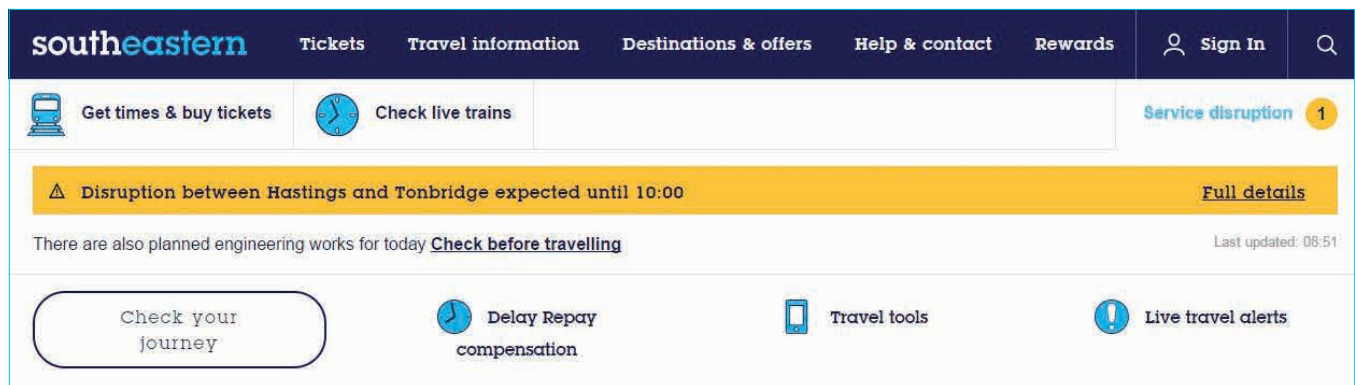 southeastern Tickets Travel information Destinations & offers Help & contact Rewards Sign In
Get times & buy tickets Check live trains Service disruption 1
Disruption between Hastings and Tonbridge expected until 10:00 Full details
There are also planned engineering works for today Check before travelling Last updated: 08:51
Check your
journey
Delay Repay
compensation
Travel tools
Live travel alerts